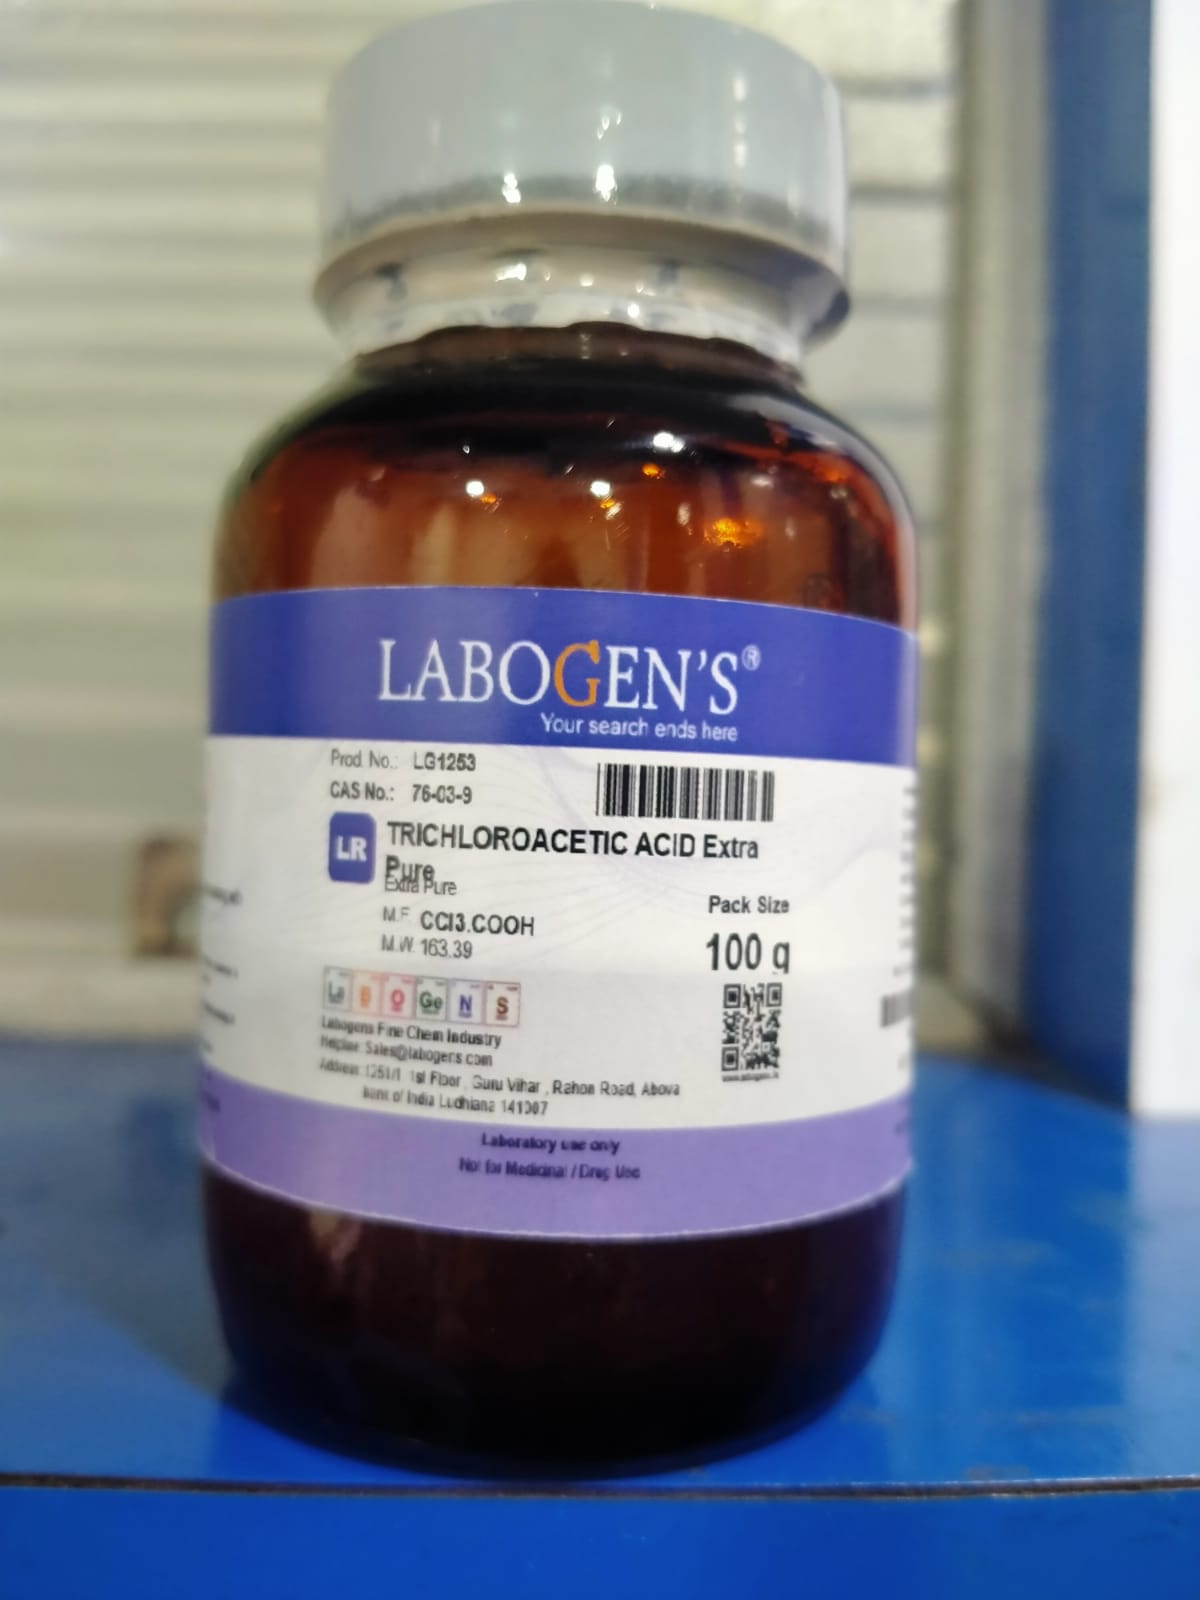 LABOGEN'S®
Your search ends here
Prod. No.: LG1253
CAS No.: 76-03-9
LR
TRICHLOROACETIC ACID Extra
Pure
Extra Pure
M.F. CCl3.COOH
M.W. 163.39
Pack Size
100 g
La B O Ge N S
Labogens Fine Chem Industry
Helpline: Sales@labogens.com
Address: 1251/1 1st Floor, Guru Vihar, Rahon Road, Above
Bank of India Ludhiana 141007
Laboratory use only
Not for Medicinal / Drug Use